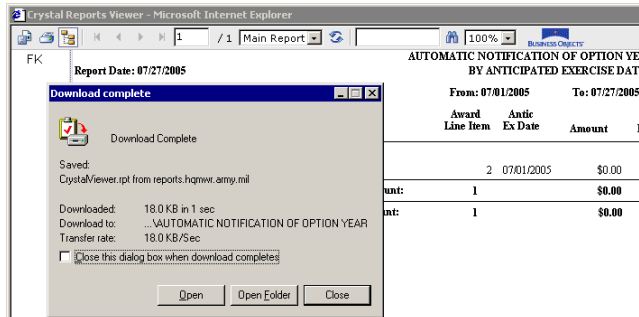 Crystal Reports Viewer - Microsoft Internet Explorer
1 / 1 Main Report 100% BUSINESS OBJECTS
FK
AUTOMATIC NOTIFICATION OF OPTION YE
Report Date: 07/27/2005 BY ANTICIPATED EXERCISE DAT
Download complete
From: 07/01/2005 To: 07/27/2005
Award Antic
Line Item Ex Date Amount
Download Complete
Saved:
CrystalViewer.rpt from reports.hqmwr.army.mil
2 07/01/2005 $0.00
unt: 1 $0.00
Downloaded: 18.0 KB in 1 sec
Download to: ...\AUTOMATIC NOTIFICATION OF OPTION YEAR
unt: 1 $0.00
Transfer rate: 18.0 KB/Sec
Close this dialog box when download completes
Open Open Folder Close